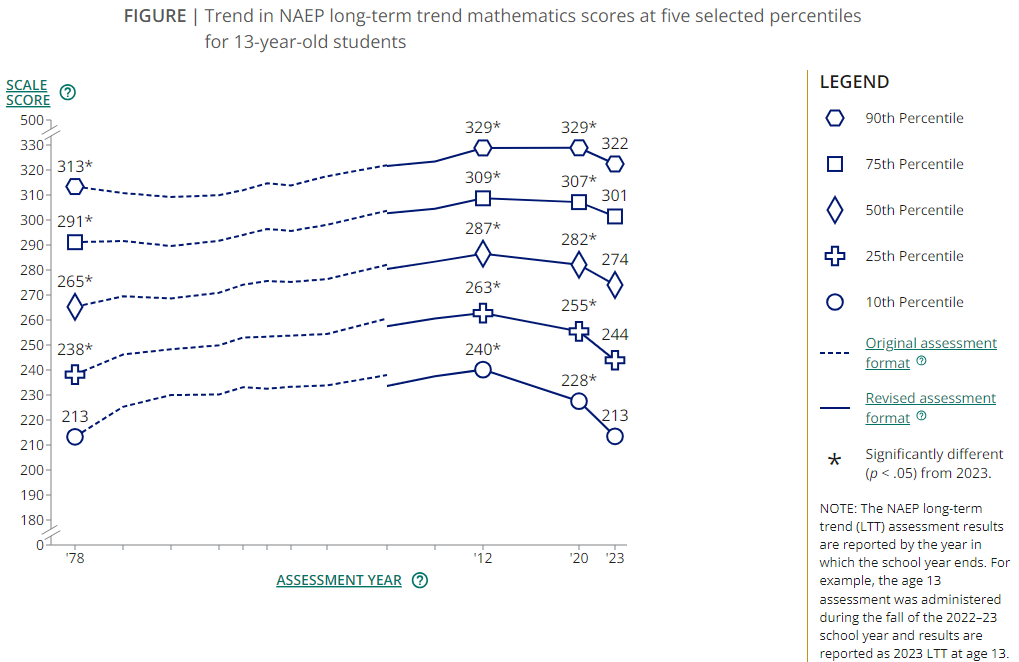 FIGURE | Trend in NAEP long-term trend mathematics scores at five selected percentiles
for 13-year-old students
SCALE
SCORE ?
500
330
320
310
300
290
280
270
260
250
240
230
220
210
200
190
180
0
313*
329*
329*
322
291*
309*
307*
301
265*
287*
282*
274
238*
263*
255*
244
213
240*
228*
213
'78
'12
'20
'23
ASSESSMENT YEAR ?
LEGEND
90th Percentile
75th Percentile
50th Percentile
25th Percentile
10th Percentile
Original assessment
format ?
Revised assessment
format ?
* Significantly different
(p < .05) from 2023.
NOTE: The NAEP long-term
trend (LTT) assessment results
are reported by the year in
which the school year ends. For
example, the age 13
assessment was administered
during the fall of the 2022–23
school year and results are
reported as 2023 LTT at age 13.